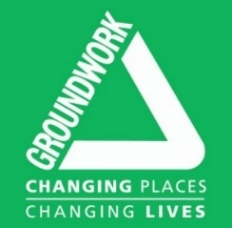 GROUNDWORK
CHANGING PLACES
CHANGING LIVES